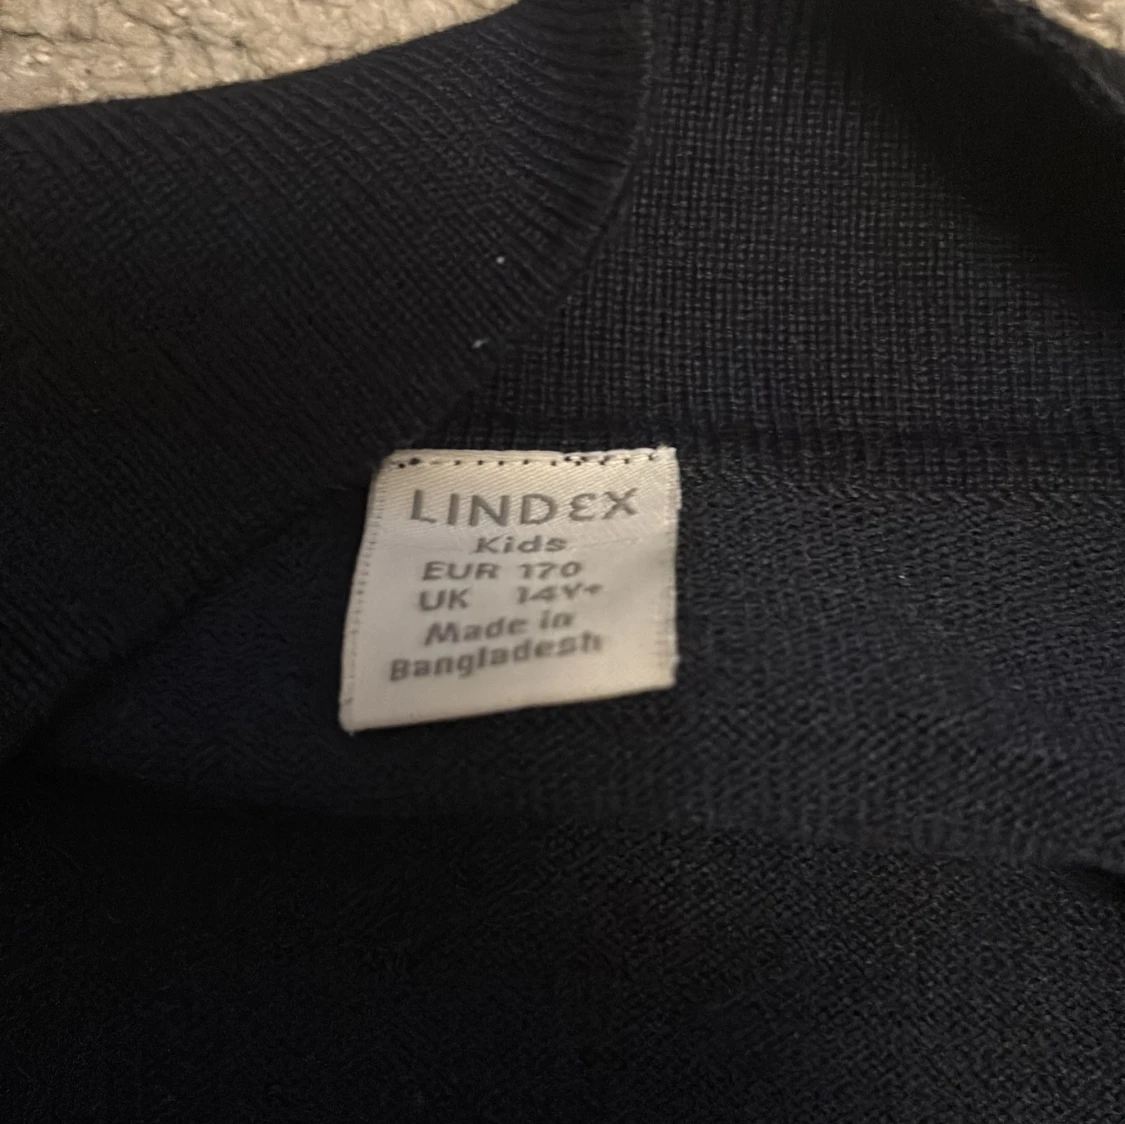 LINDEX
Kids
EUR 170
UK 14Y+
Made in
Bangladesh